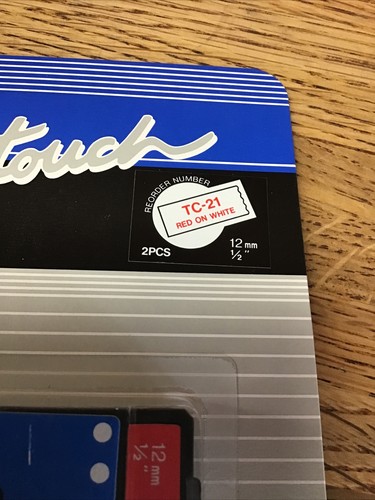 touch
REORDER NUMBER
TC-21
RED ON WHITE
2PCS
12 mm
1/2"
12 mm
1/2"